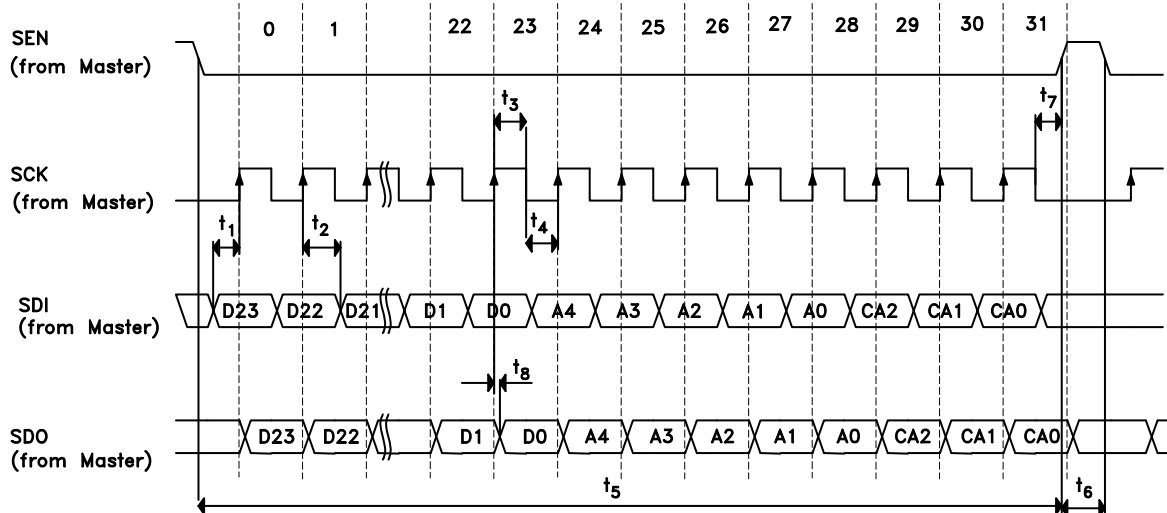 0 1 22 23 24 25 26 27 28 29 30 31
SEN
(from Master)
t3 t7
SCK
(from Master)
t1 t2 t4
SDI
(from Master)
D23 D22 D21 D1 D0 A4 A3 A2 A1 A0 CA2 CA1 CA0
t8
SDO
(from Master)
D23 D22 D1 D0 A4 A3 A2 A1 A0 CA2 CA1 CA0
t5 t6